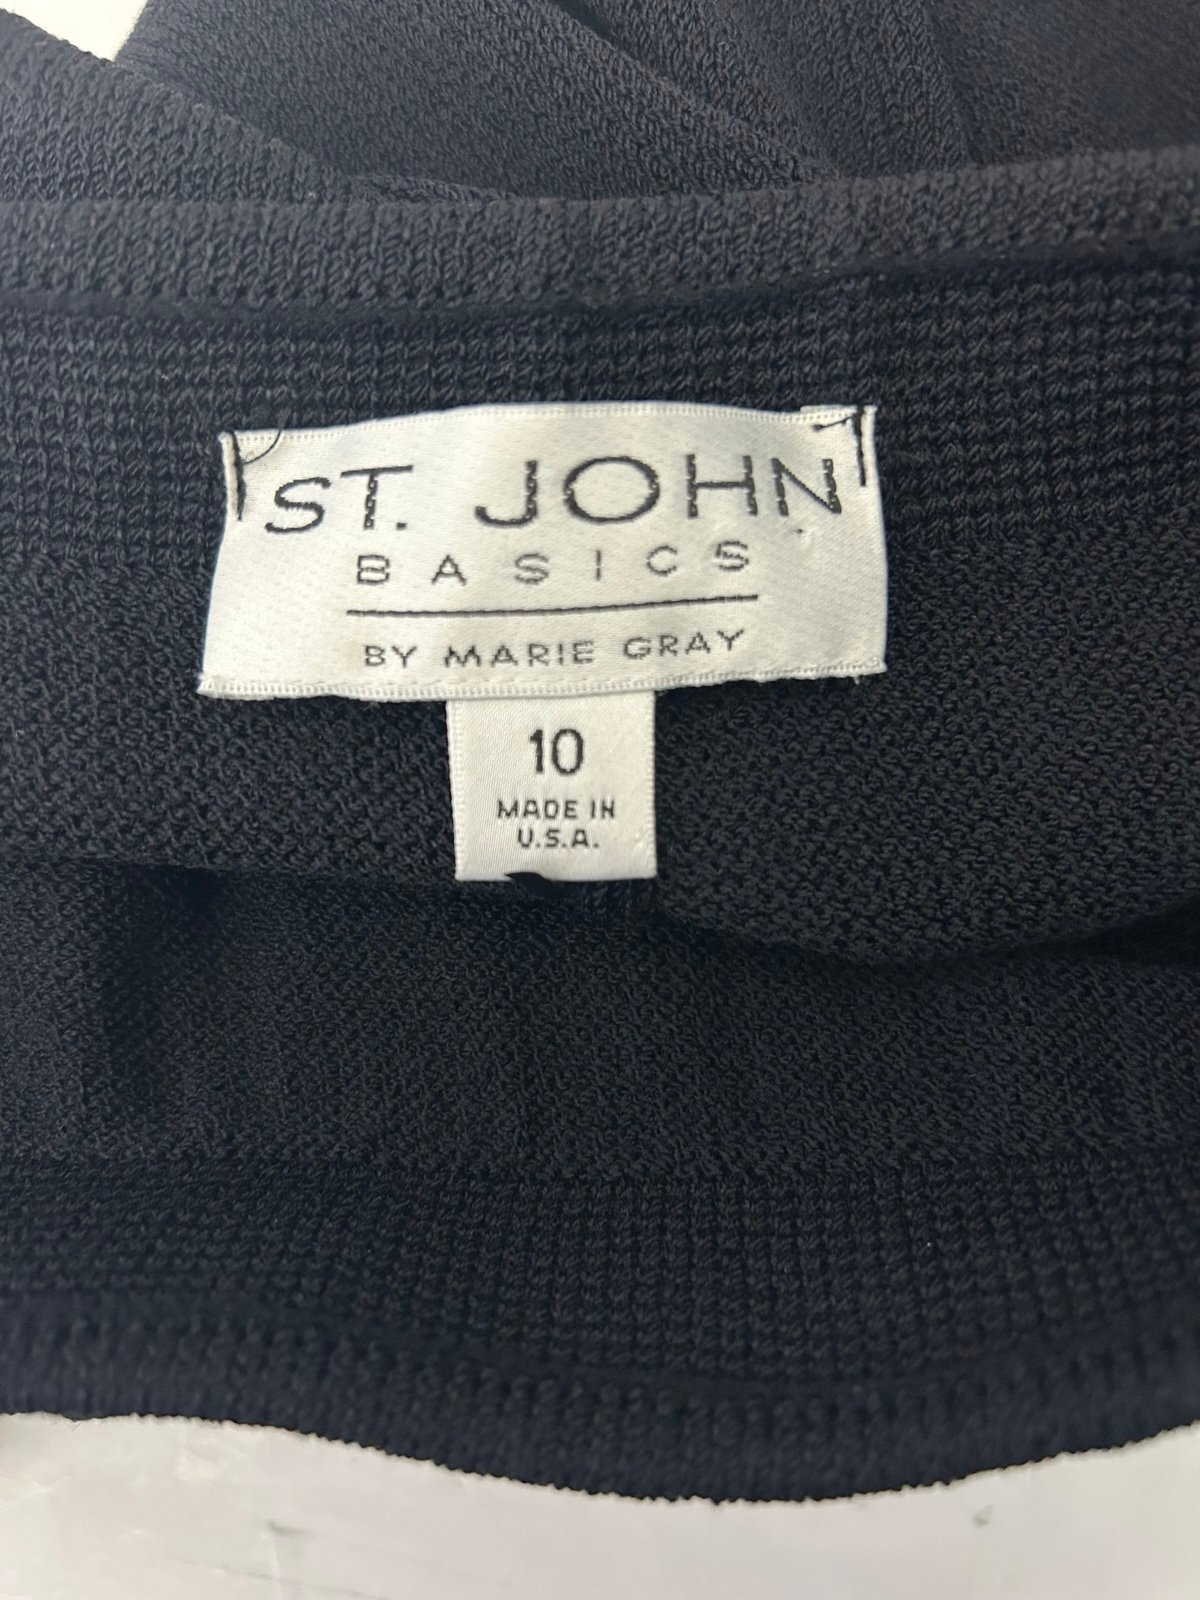 ST. JOHN
BASICS
BY MARIE GRAY
10
MADE IN
U.S.A.